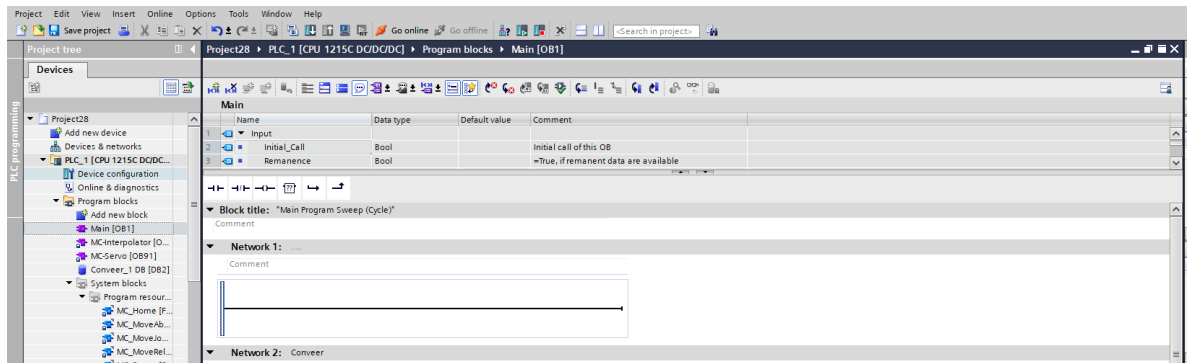 Project Edit View Insert Online Options Tools Window Help
Save project Go online Go offline <Search in project>
Project tree
Project28 PLC_1 [CPU 1215C DC/DC/DC] Program blocks Main [OB1]
Devices
PLC programming
Main
Name Data type Default value Comment
1 Input
2 Initial_Call Bool Initial call of this OB
3 Remanence Bool =True, if remanent data are available
Project28
Add new device
Devices & networks
PLC_1 [CPU 1215C DC/DC...
Device configuration
Online & diagnostics
Program blocks
Add new block
Main [OB1]
MC-Interpolator [O...
MC-Servo [OB91]
Conveer_1 DB [DB2]
System blocks
Program resour...
MC_Home [F...
MC_MoveAb...
MC_MoveJo...
MC_MoveRel...
??
Block title: "Main Program Sweep (Cycle)"
Comment
Network 1: .....
Comment
Network 2: Conveer